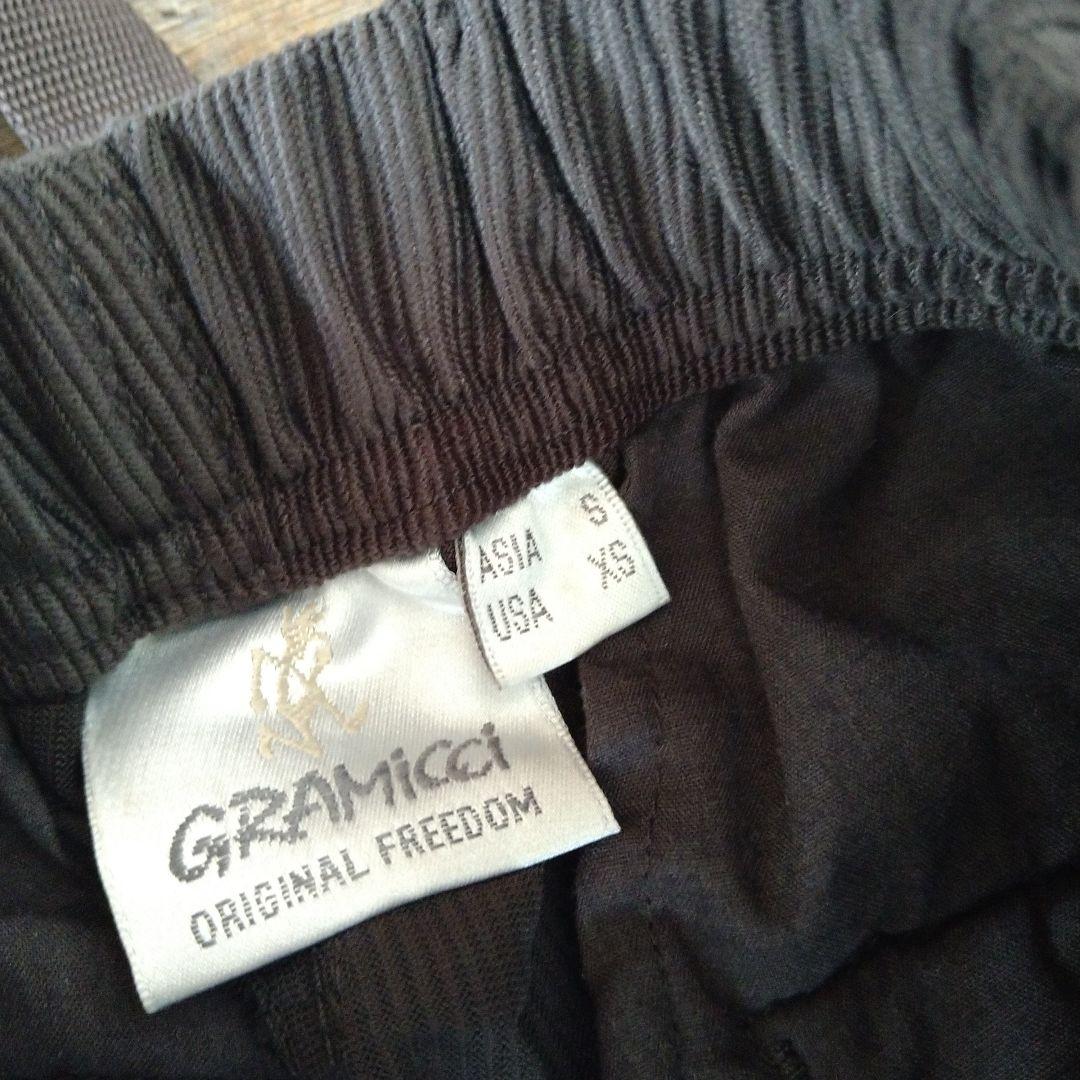 ASIA S
USA XS
GRAMiCCi
ORIGINAL FREEDOM